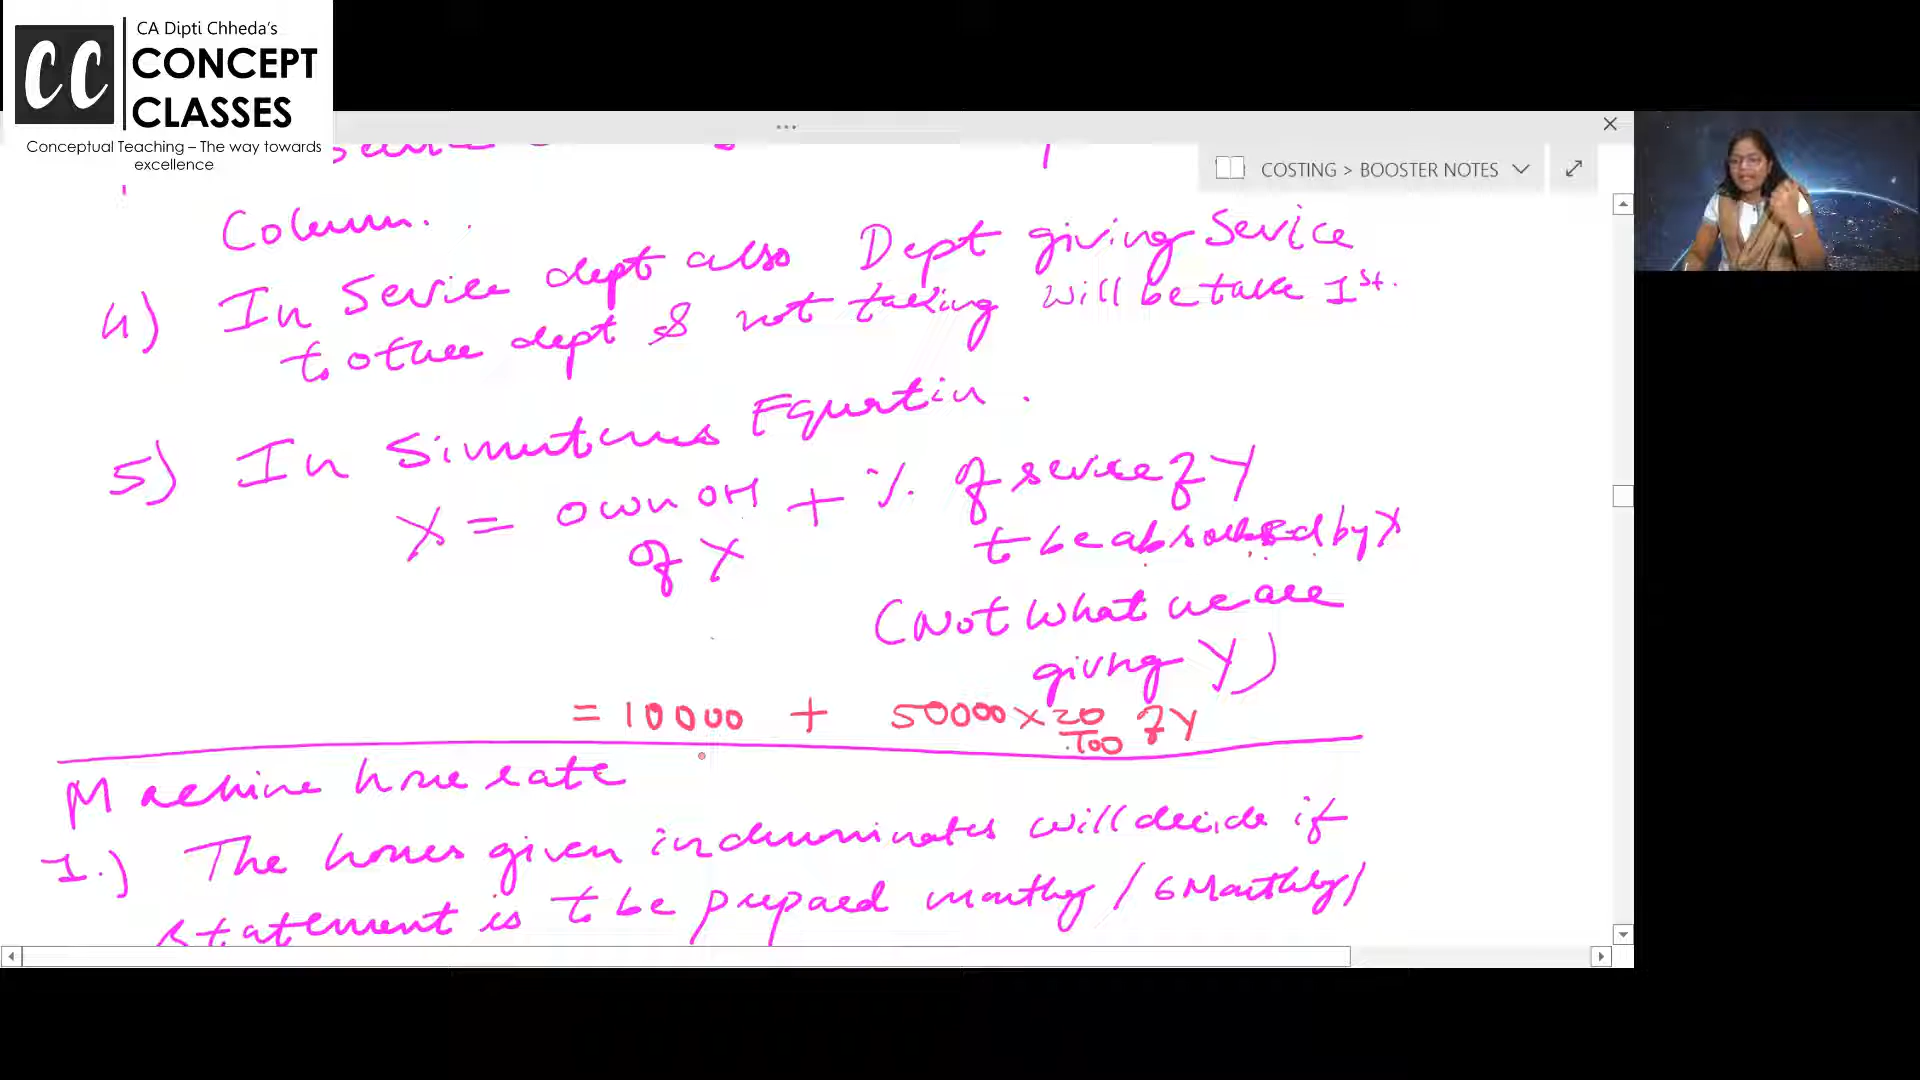 CA Dipti Chheda's
CC CONCEPT
CLASSES
Conceptual Teaching – The way towards
excellence
COSTING > BOOSTER NOTES
Column.
4) In Service dept also Dept giving Service
to other dept & not taking will be take 1st.
5) In Simutenus Equation.
X = own OH + % of service of Y
of X to be absorbed by X
(Not what we are
giving Y)
= 10000 + 50000 x 20/100 of Y
Machine hour rate
1.) The hours given in denuminates will decide if
statement is to be prepared monthly / 6 Monthly /